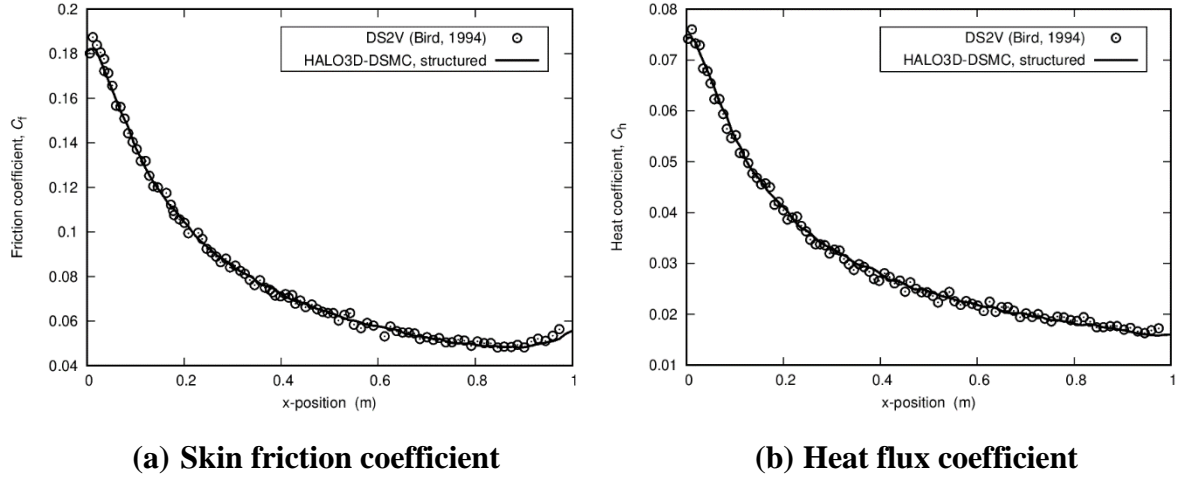 0.2
0.18
0.16
0.14
0.12
0.1
0.08
0.06
0.04
Friction coefficient, Cf
DS2V (Bird, 1994)
HALO3D-DSMC, structured
0 0.2 0.4 0.6 0.8 1
x-position (m)
(a) Skin friction coefficient
0.08
0.07
0.06
0.05
0.04
0.03
0.02
0.01
Heat coefficient, Ch
DS2V (Bird, 1994)
HALO3D-DSMC, structured
0 0.2 0.4 0.6 0.8 1
x-position (m)
(b) Heat flux coefficient